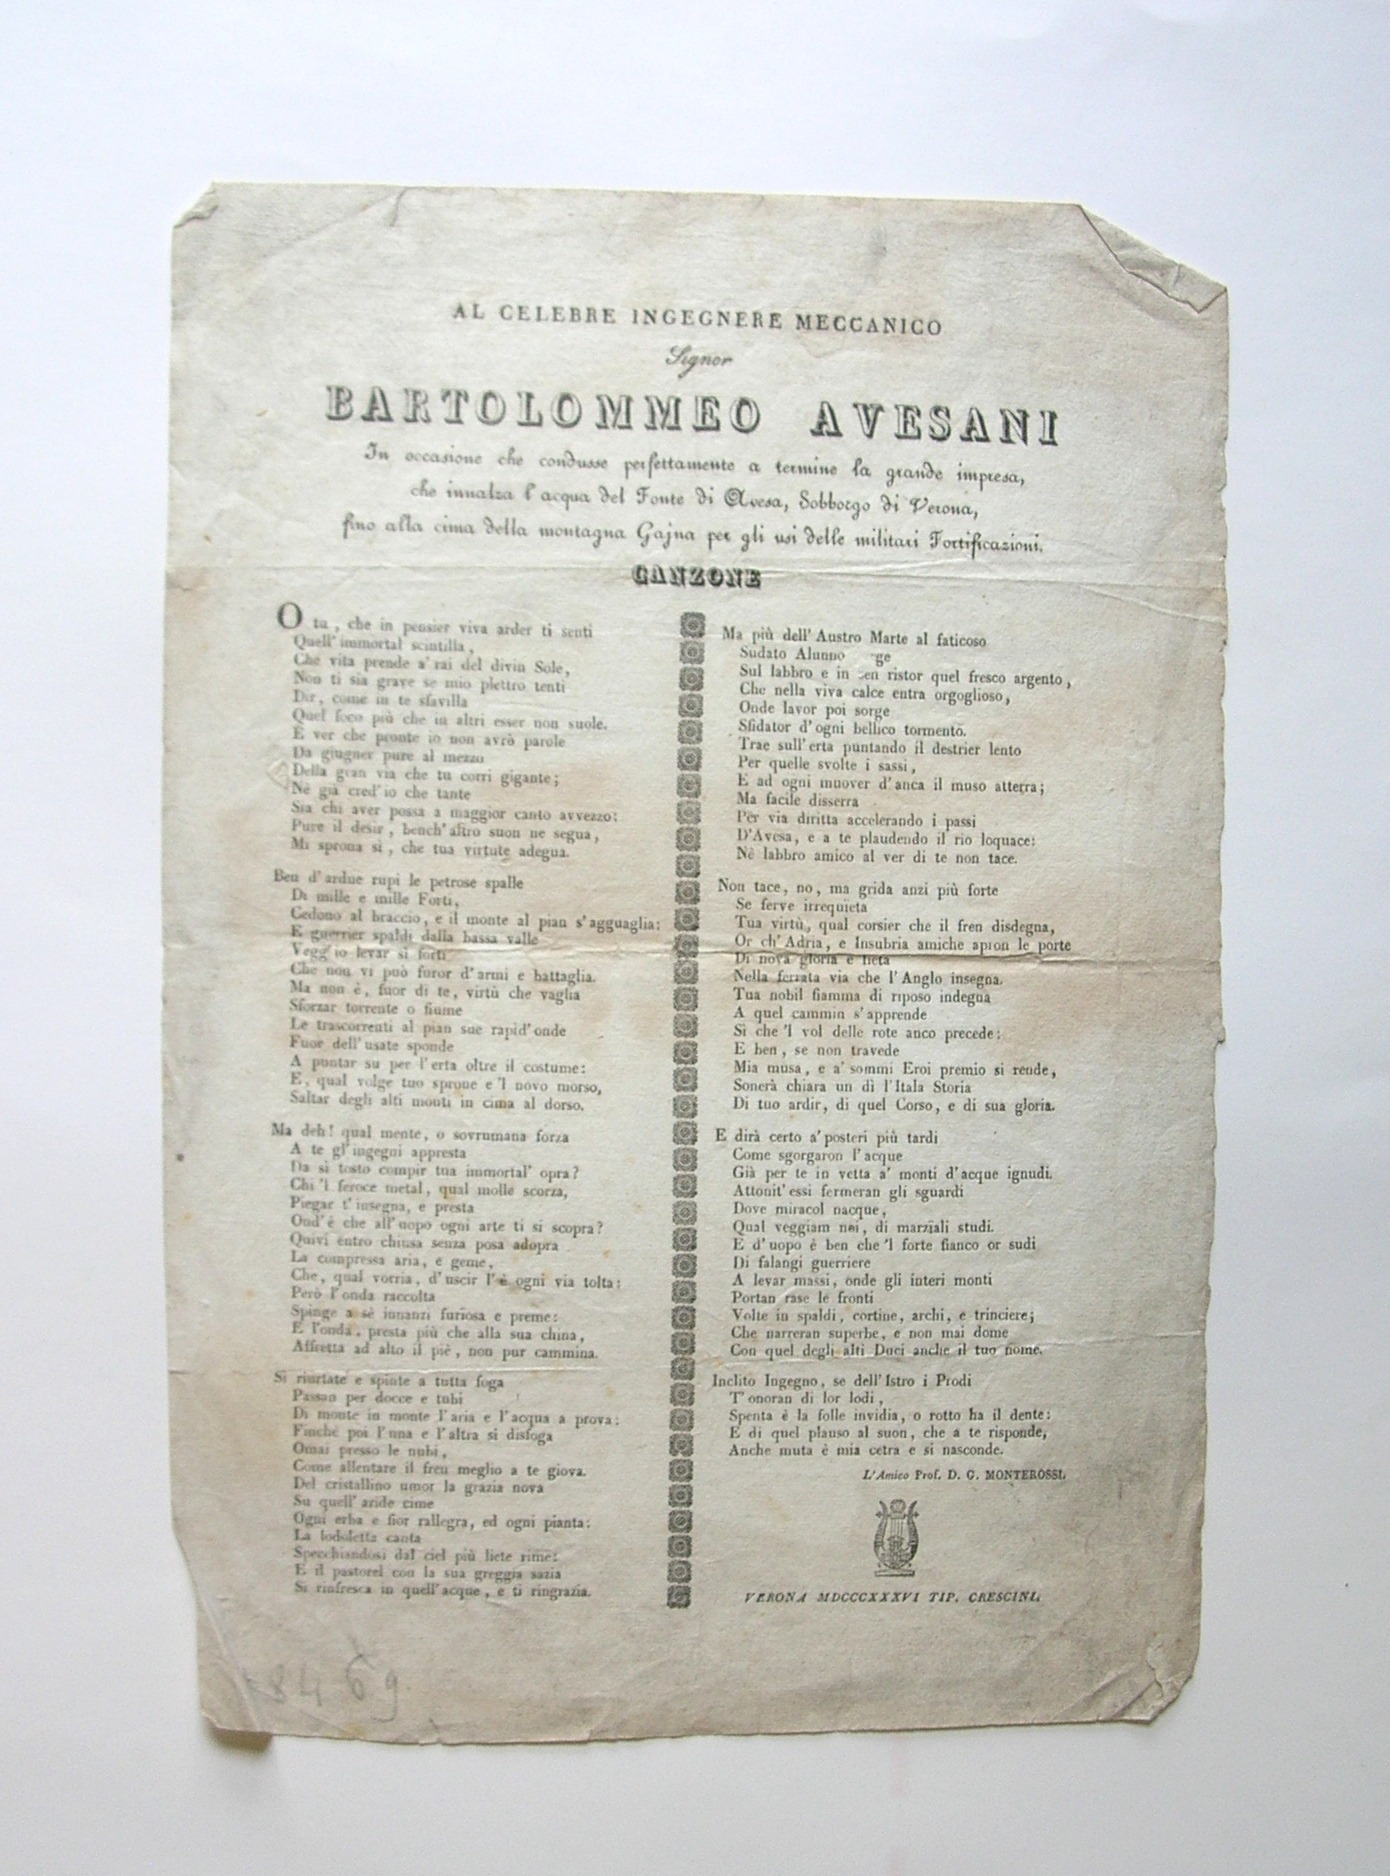 AL CELEBRE INGEGNERE MECCANICO
Signor
BARTOLOMMEO AVESANI
In occasione che condusse perfettamente a termine la grande impresa,
che innalza l'acqua del Fonte di Avesa, Sobborgo di Verona,
fino alla cima della montagna Gajna per gli usi delle militari Fortificazioni.
CANZONE
O tu, che in pensier viva arder ti senti
Quell' immortal scintilla,
Che vita prende a' rai del divin Sole,
Non ti sia grave se mio plettro tenti
Dir, come in te sfavilla
Quel foco più che in altri esser non suole.
È ver che pronte io non avrò parole
Da giugner pure al mezzo
Della gran via che tu corri gigante;
Nè già cred' io che tante
Sia chi aver possa a maggior canto avvezzo:
Pure il desir, bench' altro suon ne segua,
Mi sprona sì, che tua virtute adegua.
Ben d' ardue rupi le petrose spalle
Di mille e mille Forti,
Cedono al braccio, e il monte al pian s' agguaglia:
E guerrier spaldi dalla bassa valle
Vegg' io levar sì forti
Che non vi può furor d' armi e battaglia.
Ma non è, fuor di te, virtù che vaglia
Sforzar torrente o fiume
Le trascorrenti al pian sue rapid' onde
Fuor dell' usate sponde
A puntar su per l' erta oltre il costume:
E, qual volge tuo sprone e 'l novo morso,
Saltar degli alti monti in cima al dorso.
Ma deh! qual mente, o sovrumana forza
A te gl' ingegni appresta
Da sì tosto compir tua immortal' opra?
Chi 'l feroce metal, qual molle scorza,
Piegar t' insegna, e presta
Ond' è che all' uopo ogni arte ti si scopra?
Quivi entro chiusa senza posa adopra
La compressa aria, e geme,
Che, qual vorria, d' uscir l' è ogni via tolta:
Però l' onda raccolta
Spinge a sè innanzi furiosa e preme:
E l' onda, presta più che alla sua china,
Affretta ad alto il piè, non pur cammina.
Sì riurtate e spinte a tutta foga
Passan per docce e tubi
Di monte in monte l' aria e l' acqua a prova:
Finchè poi l' una e l' altra si disfoga
Omai presso le nubi,
Come allentare il fren meglio a te giova.
Del cristallino umor la grazia nova
Su quell' aride cime
Ogni erba e fior rallegra, ed ogni pianta:
La lodoletta canta
Specchiandosi dal ciel più liete rime:
E il pastorel con la sua greggia sazia
Si rinfresca in quell' acque, e ti ringrazia.
Ma più dell' Austro Marte al faticoso
Sudato Alunno ge
Sul labbro e in sen ristor quel fresco argento,
Che nella viva calce entra orgoglioso,
Onde lavor poi sorge
Sfidator d' ogni bellico tormento.
Trae sull' erta puntando il destrier lento
Per quelle svolte i sassi,
E ad ogni muover d' anca il muso atterra;
Ma facile disserra
Per via diritta accelerando i passi
D' Avesa, e a te plaudendo il rio loquace:
Nè labbro amico al ver di te non tace.
Non tace, no, ma grida anzi più forte
Se ferve irrequieta
Tua virtù, qual corsier che il fren disdegna,
Or ch' Adria, e Insubria amiche apron le porte
Di nova gloria e lieta
Nella ferrata via che l' Anglo insegna.
Tua nobil fiamma di riposo indegna
A quel cammin s' apprende
Sì che 'l vol delle rote anco precede:
E ben, se non travede
Mia musa, e a' sommi Eroi premio si rende,
Sonerà chiara un dì l' Itala Storia
Di tuo ardir, di quel Corso, e di sua gloria.
E dirà certo a' posteri più tardi
Come sgorgaron l' acque
Già per te in vetta a' monti d' acque ignudi.
Attonit' essi fermeran gli sguardi
Dove miracol nacque,
Qual veggiam noi, di marzïali studi.
E d' uopo è ben che 'l forte fianco or sudi
Di falangi guerriere
A levar massi, onde gli interi monti
Portan rase le fronti
Volte in spaldi, cortine, archi, e trinciere;
Che narreran superbe, e non mai dome
Con quel degli alti Duci anche il tuo nome.
Inclito Ingegno, se dell' Istro i Prodi
T' onoran di lor lodi,
Spenta è la folle invidia, o rotto ha il dente:
E di quel plauso al suon, che a te risponde,
Anche muta è mia cetra e si nasconde.
L' Amico Prof. D. G. MONTEROSSI.
VERONA MDCCCXXXVI TIP. CRESCINI.
8469